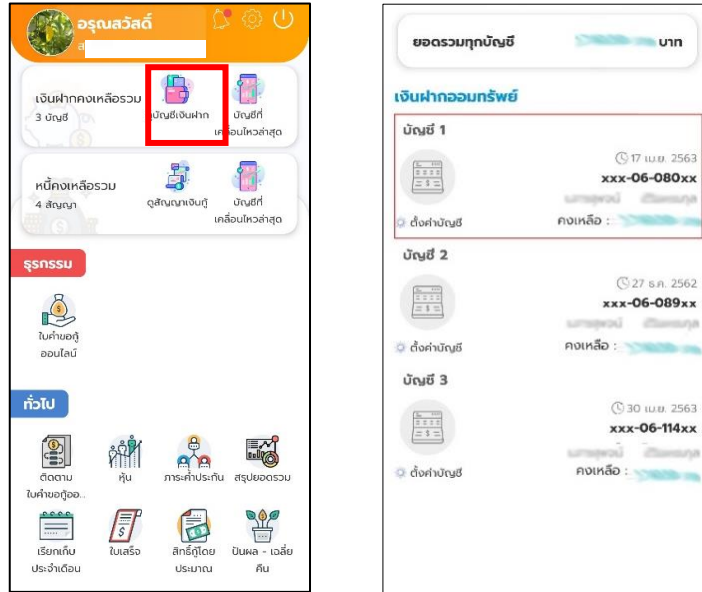 อรุณสวัสดิ์
เงินฝากคงเหลือรวม
3 บัญชี
ดูบัญชีเงินฝาก
บัญชีที่
เคลื่อนไหวล่าสุด
หนี้คงเหลือรวม
4 สัญญา
ดูสัญญาเงินกู้
บัญชีที่
เคลื่อนไหวล่าสุด
ธุรกรรม
ใบคำขอกู้
ออนไลน์
ทั่วไป
ติดตาม
ใบคำขอกู้ออ...
หุ้น
ภาระค้ำประกัน
สรุปยอดรวม
เรียกเก็บ
ประจำเดือน
ใบเสร็จ
สิทธิ์กู้โดย
ประมาณ
ปันผล - เฉลี่ย
คืน
ยอดรวมทุกบัญชี บาท
เงินฝากออมทรัพย์
บัญชี 1
17 เม.ย. 2563
xxx-06-080xx
ตั้งค่าบัญชี คงเหลือ :
บัญชี 2
27 ธ.ค. 2562
xxx-06-089xx
ตั้งค่าบัญชี คงเหลือ :
บัญชี 3
30 เม.ย. 2563
xxx-06-114xx
ตั้งค่าบัญชี คงเหลือ :